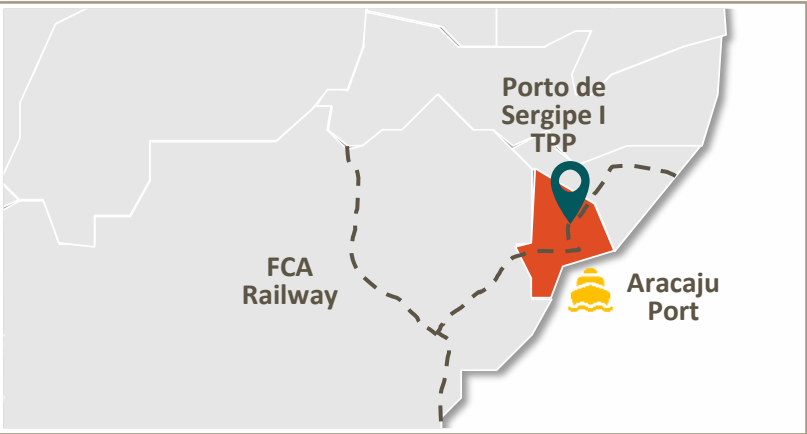 Porto de
Sergipe I
TPP
FCA
Railway
Aracaju
Port